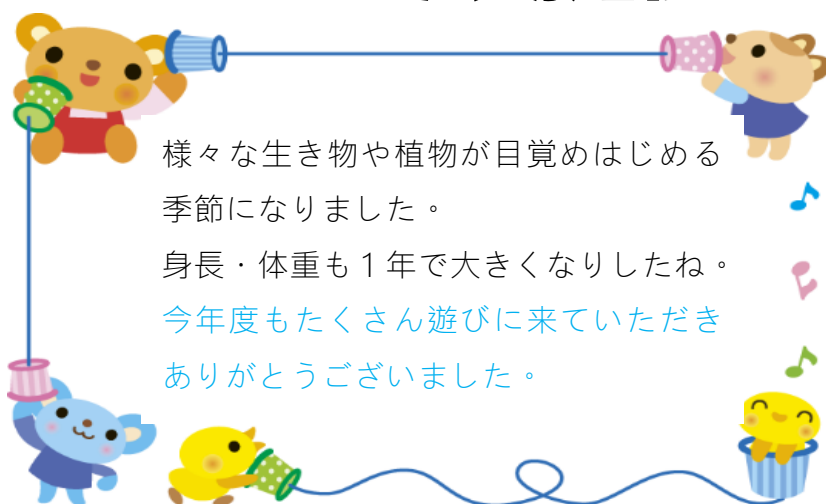 様々な生き物や植物が目覚めはじめる
季節になりました。
身長・体重も１年で大きくなりしたね。
今年度もたくさん遊びに来ていただき
ありがとうございました。